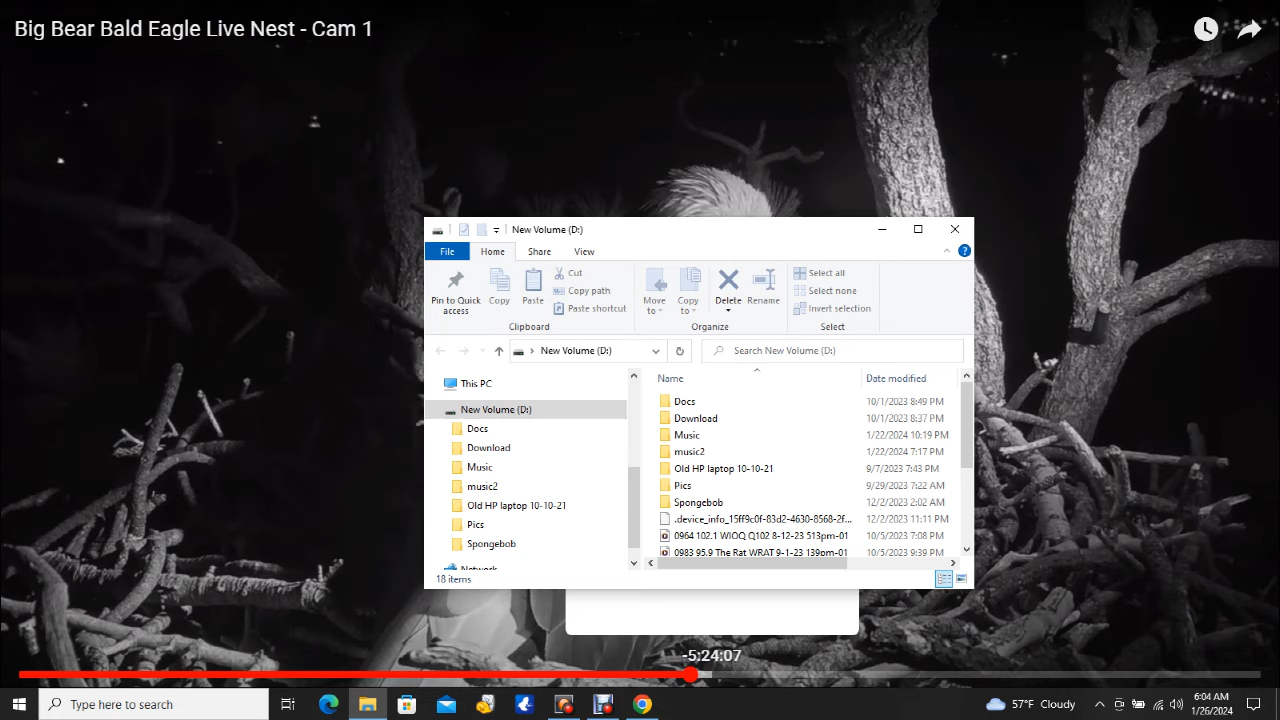 Big Bear Bald Eagle Live Nest - Cam 1
New Volume (D:)
File Home Share View
Pin to Quick access
Copy
Paste
Cut
Copy path
Paste shortcut
Clipboard
Move to
Copy to
Delete
Rename
Organize
Select all
Select none
Invert selection
Select
New Volume (D:)
Search New Volume (D:)
This PC
New Volume (D:)
Docs
Download
Music
music2
Old HP laptop 10-10-21
Pics
Spongebob
Network
Name Date modified
Docs 10/1/2023 8:49 PM
Download 10/1/2023 8:37 PM
Music 1/22/2024 10:19 PM
music2 1/22/2024 7:17 PM
Old HP laptop 10-10-21 9/7/2023 7:43 PM
Pics 9/29/2023 7:22 AM
Spongebob 12/2/2023 2:02 AM
.device_info_15ff9c0f-83d2-4630-8568-2f... 12/2/2023 11:11 PM
0964 102.1 WIOQ Q102 8-12-23 513pm-01 10/5/2023 7:08 PM
0983 95.9 The Rat WRAT 9-1-23 139pm-01 10/5/2023 9:39 PM
18 items
-5:24:07
Type here to search
57°F Cloudy
6:04 AM
1/26/2024